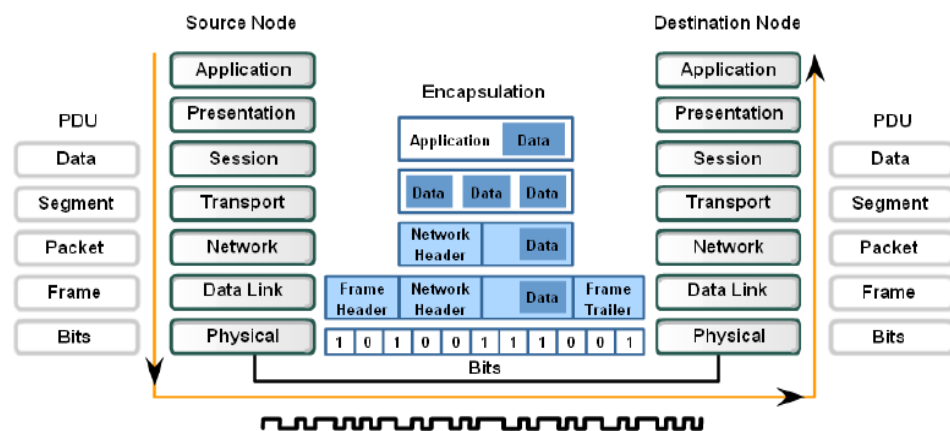 Source Node
Destination Node
Application
Application
Encapsulation
Presentation
Presentation
PDU
PDU
Application Data
Data
Session
Session
Data
Data Data Data
Segment
Transport
Transport
Segment
Network
Header
Data
Packet
Network
Network
Packet
Frame
Header
Network
Header
Data
Frame
Trailer
Frame
Data Link
Data Link
Frame
Bits
Physical
1 0 1 0 0 1 1 1 0 0 1
Physical
Bits
Bits